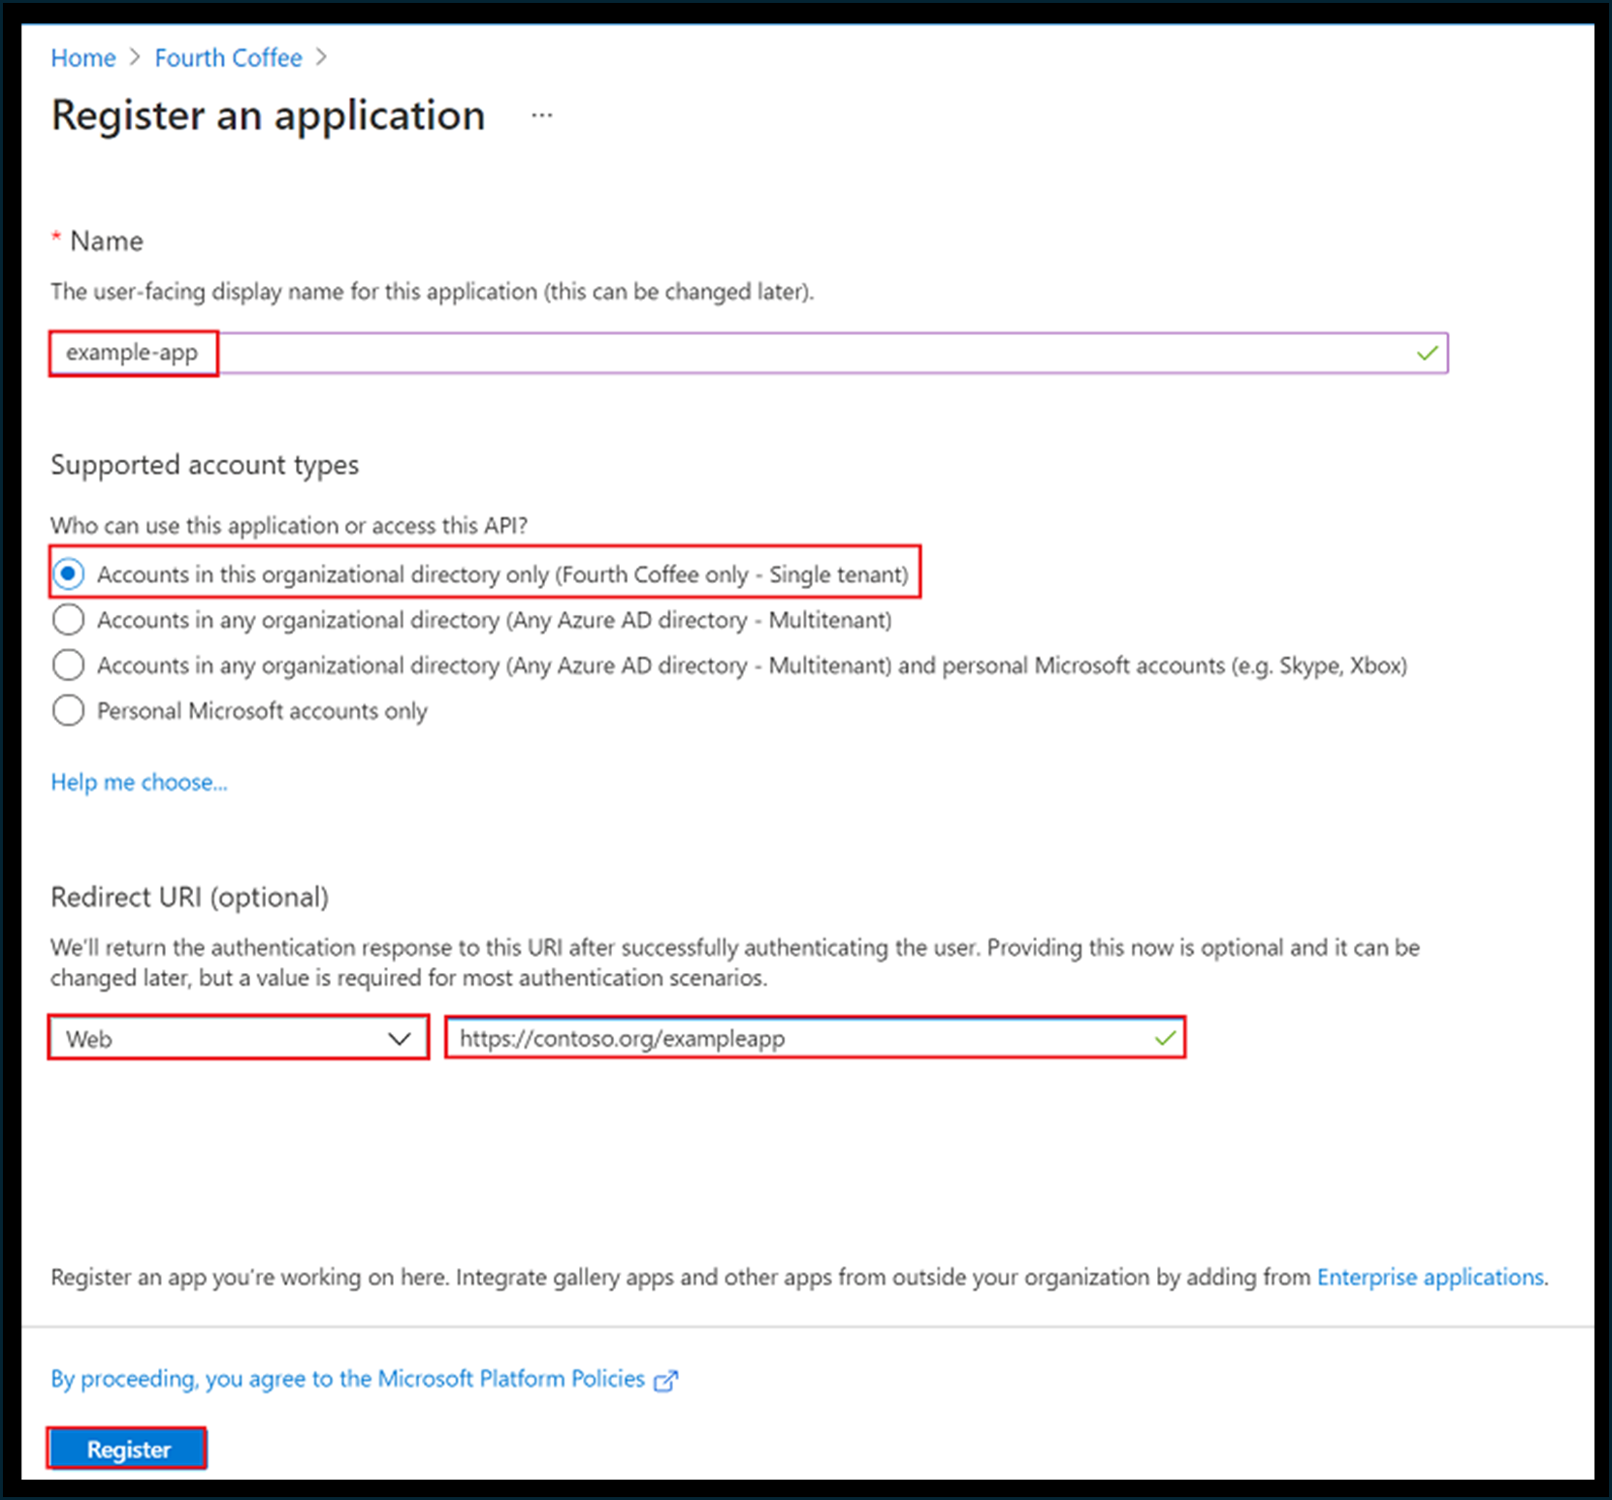 Home > Fourth Coffee >
Register an application ...
* Name
The user-facing display name for this application (this can be changed later).
example-app
Supported account types
Who can use this application or access this API?
Accounts in this organizational directory only (Fourth Coffee only - Single tenant)
Accounts in any organizational directory (Any Azure AD directory - Multitenant)
Accounts in any organizational directory (Any Azure AD directory - Multitenant) and personal Microsoft accounts (e.g. Skype, Xbox)
Personal Microsoft accounts only
Help me choose...
Redirect URI (optional)
We'll return the authentication response to this URI after successfully authenticating the user. Providing this now is optional and it can be
changed later, but a value is required for most authentication scenarios.
Web https://contoso.org/exampleapp
Register an app you're working on here. Integrate gallery apps and other apps from outside your organization by adding from Enterprise applications.
By proceeding, you agree to the Microsoft Platform Policies
Register